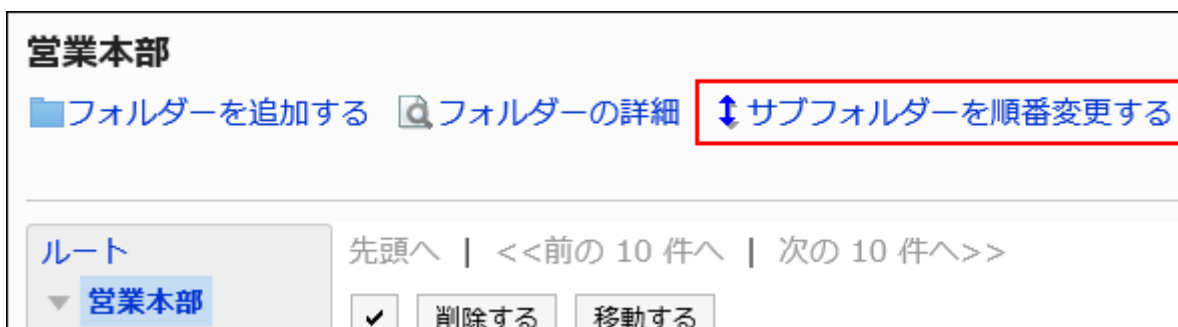 営業本部
フォルダーを追加する フォルダーの詳細 サブフォルダーを順番変更する
ルート
営業本部
先頭へ | <<前の 10 件へ | 次の 10 件へ>>
削除する 移動する